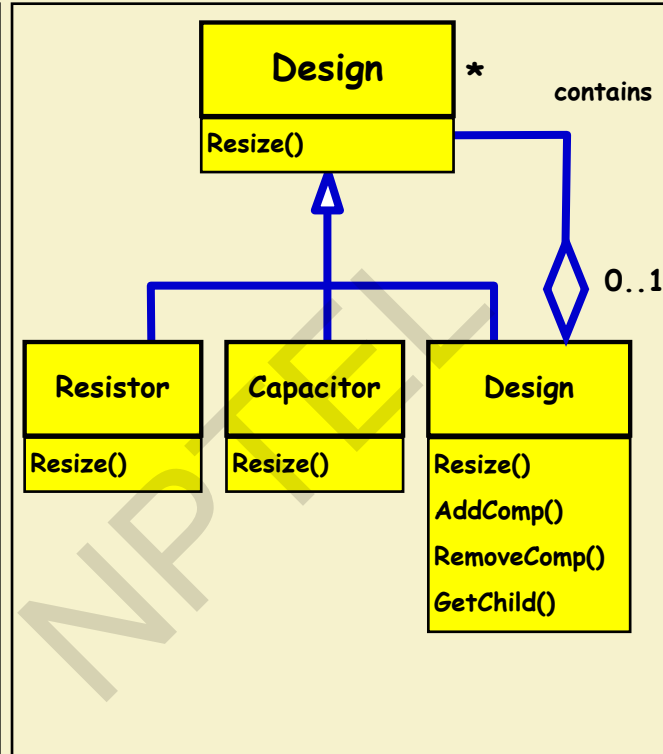 Design
*
contains
Resize()
0..1
Resistor
Capacitor
Design
Resize()
Resize()
Resize()
AddComp()
RemoveComp()
GetChild()
NPTEL